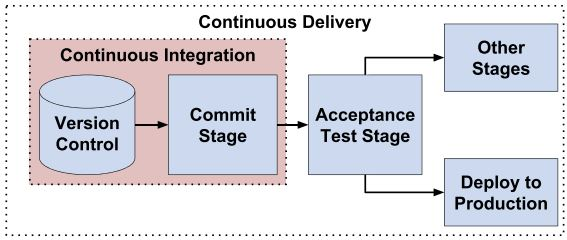 Continuous Delivery
Continuous Integration
Version
Control
Commit
Stage
Acceptance
Test Stage
Other
Stages
Deploy to
Production